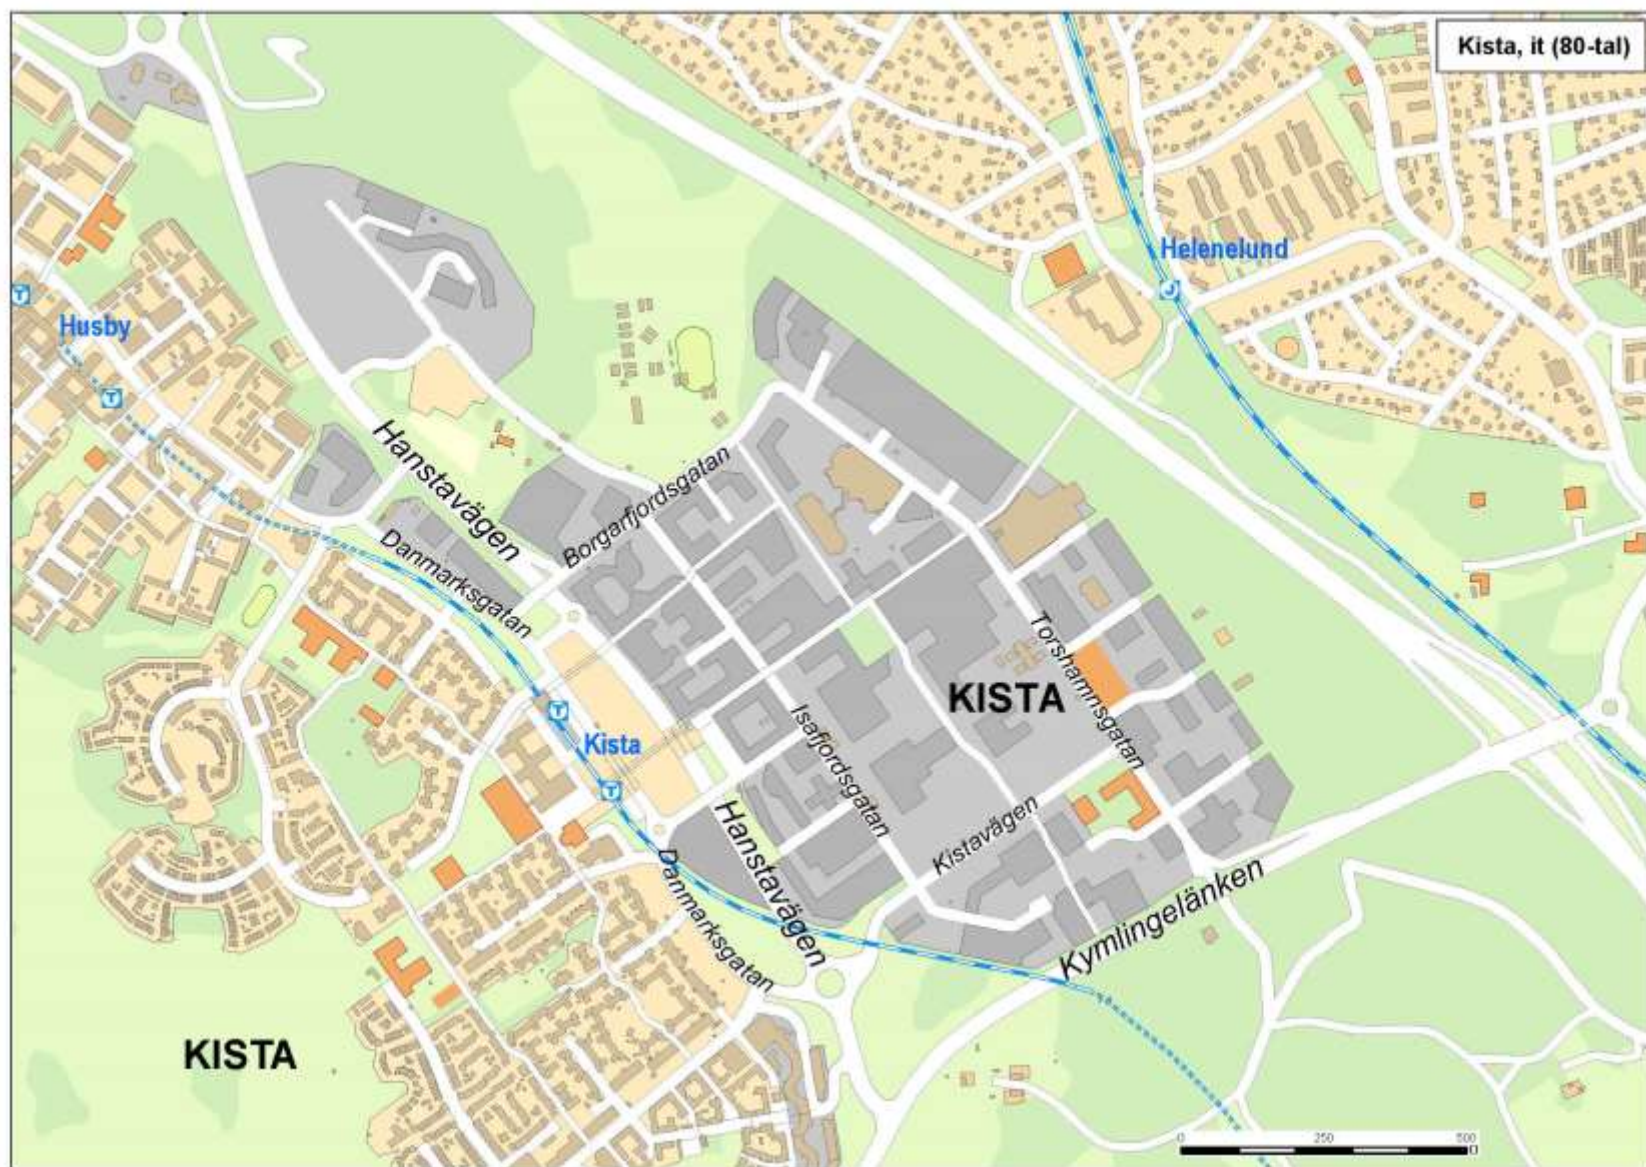 Kista, it (80-tal)
Helenelund
Husby
Hanstavägen
Borgarfjordsgatan
Danmarksgatan
Torshamnsgatan
KISTA
Isafjordsgatan
Kista
Hanstavägen
Kistavägen
Danmarksgatan
Kymlingelänken
KISTA
0 250 500
T
T
T
T
J